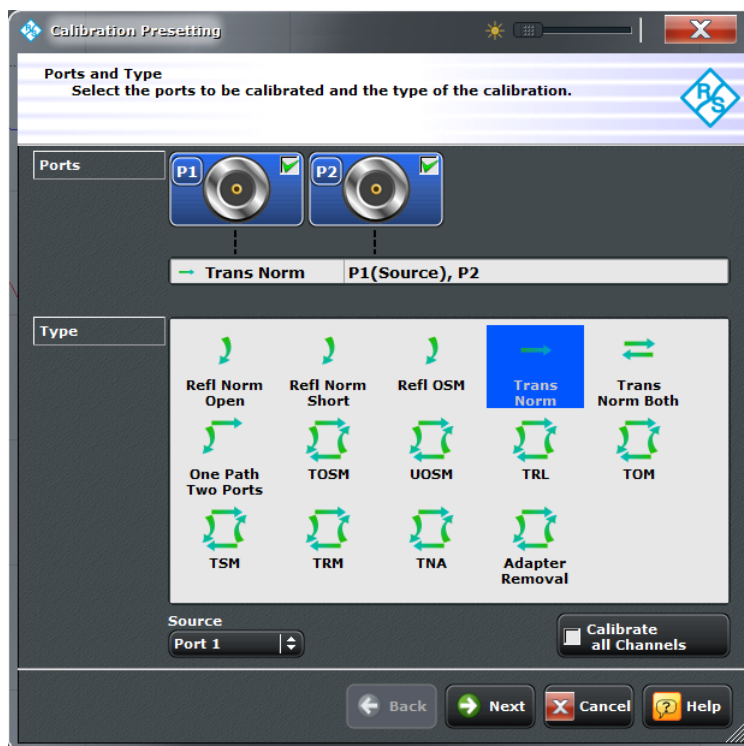 Calibration Presetting
X
Ports and Type
Select the ports to be calibrated and the type of the calibration.
R/S
Ports
P1
P2
Trans Norm P1(Source), P2
Type
Refl Norm Open
Refl Norm Short
Refl OSM
Trans Norm
Trans Norm Both
One Path Two Ports
TOSM
UOSM
TRL
TOM
TSM
TRM
TNA
Adapter Removal
Source
Port 1
Calibrate all Channels
Back
Next
X Cancel
? Help